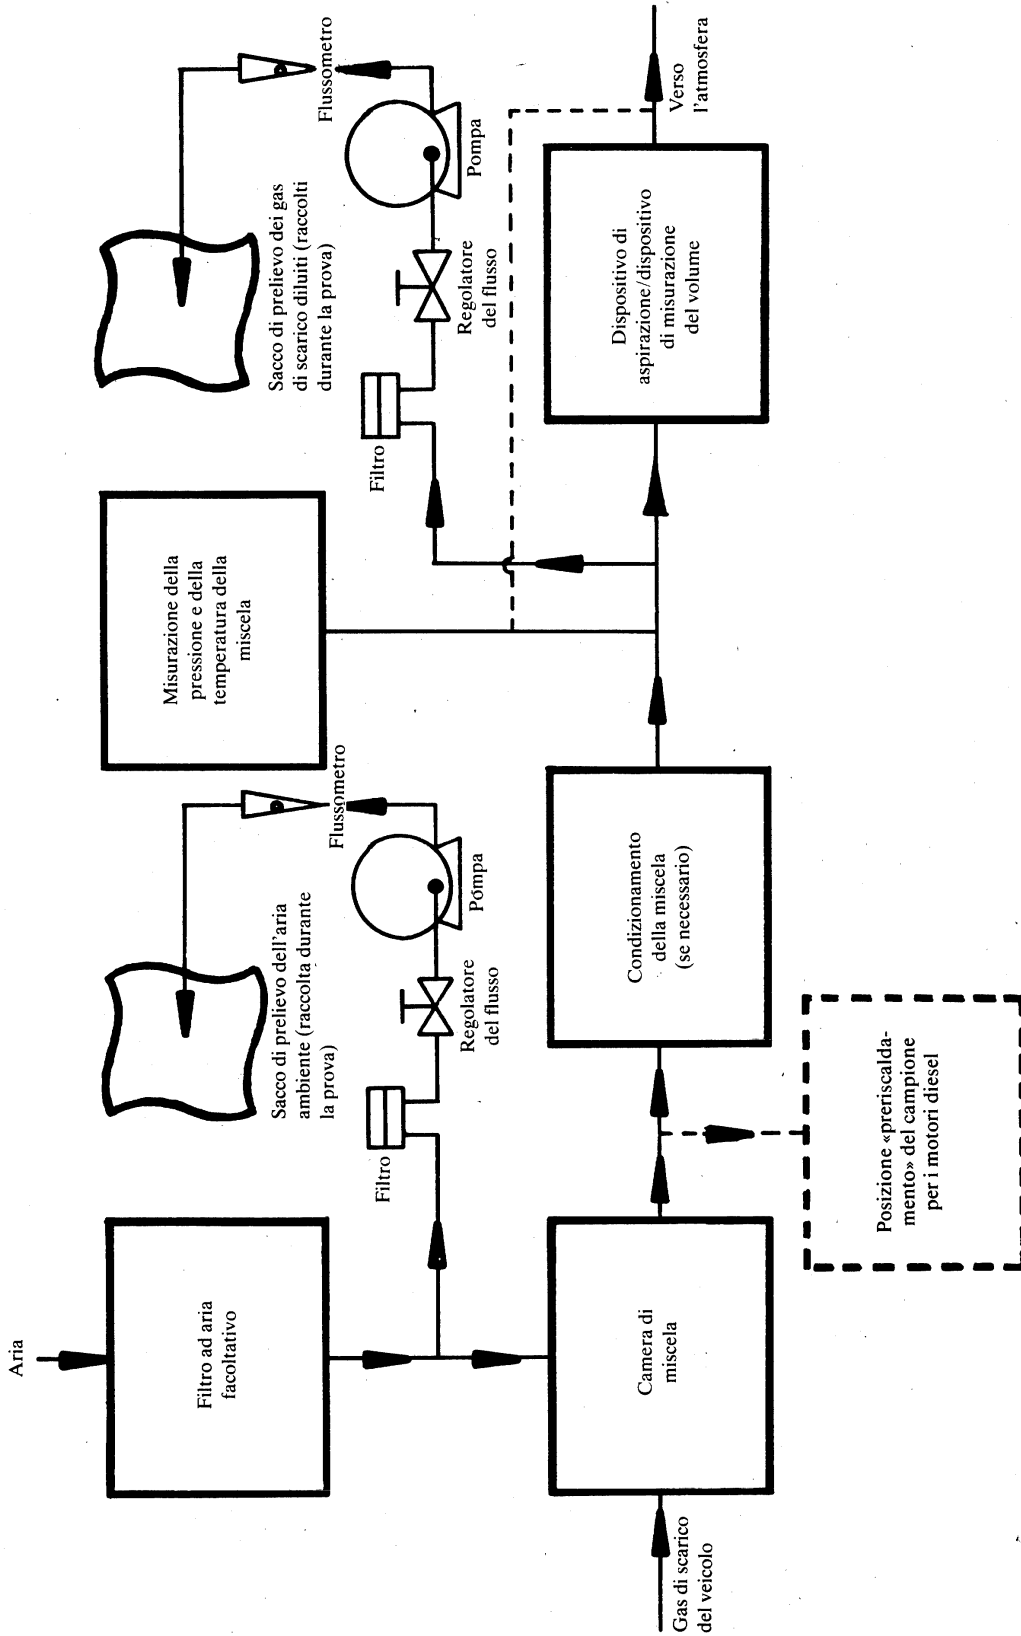 Aria
Filtro ad aria
facoltativo
Gas di scarico
del veicolo
Camera di
miscela
Filtro
Regolatore
del flusso
Pompa
Flussometro
Sacco di prelievo dell'aria
ambiente (raccolta durante
la prova)
Posizione «preriscalda-
mento» del campione
per i motori diesel
Condizionamento
della miscela
(se necessario)
Misurazione della
pressione e della
temperatura della
miscela
Filtro
Regolatore
del flusso
Pompa
Flussometro
Sacco di prelievo dei gas
di scarico diluiti (raccolti
durante la prova)
Dispositivo di
aspirazione/dispositivo
di misurazione
del volume
Verso
l'atmosfera